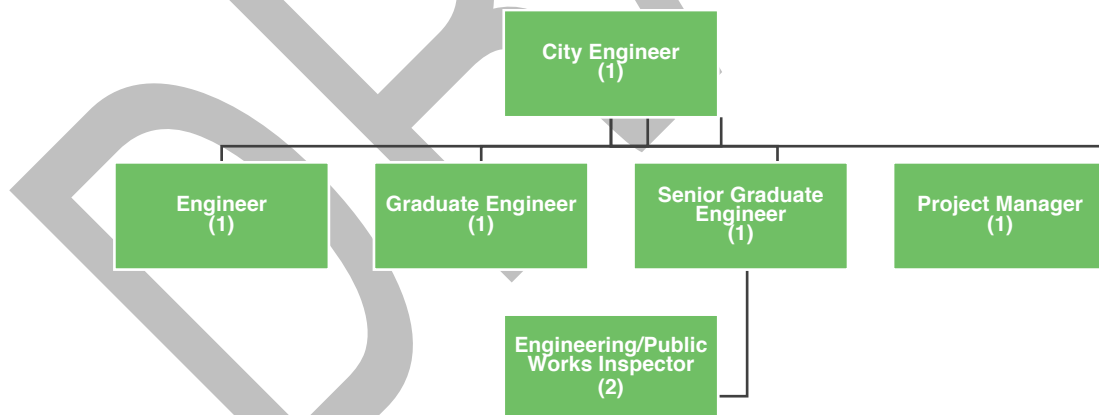 City Engineer
(1)
Engineer
(1)
Graduate Engineer
(1)
Senior Graduate
Engineer
(1)
Project Manager
(1)
Engineering/Public
Works Inspector
(2)